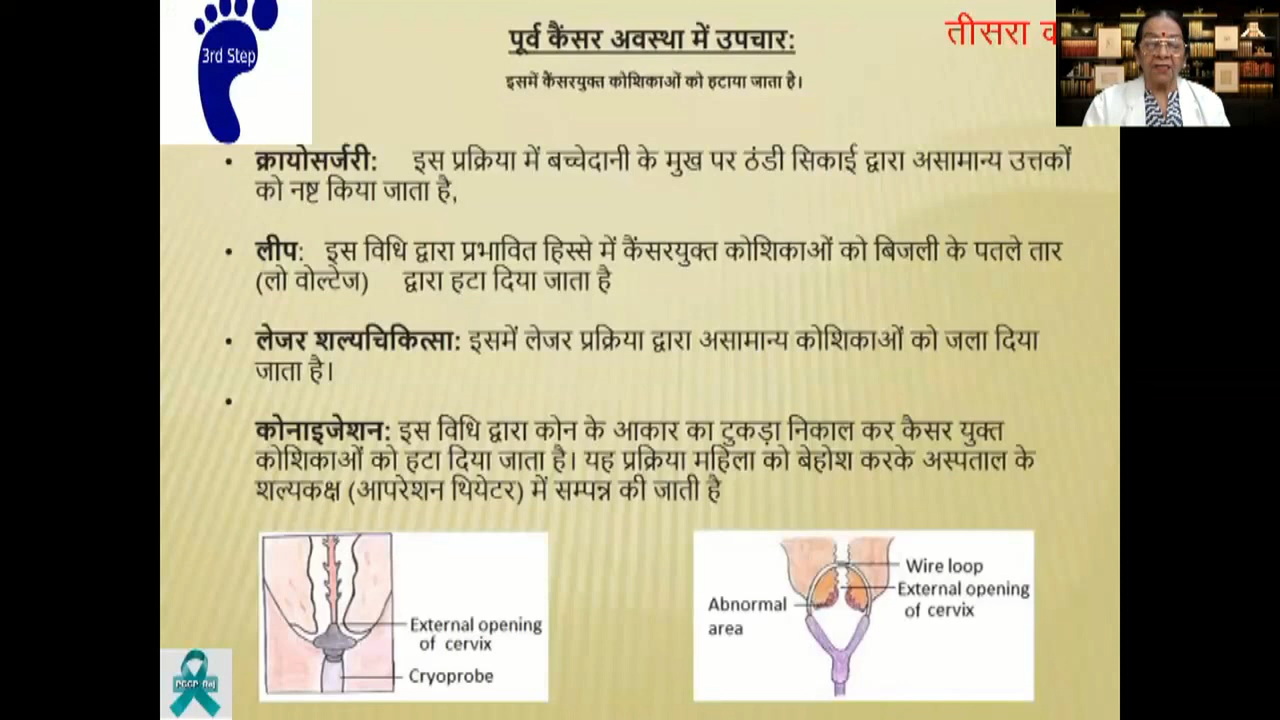 3rd Step
पूर्व कैंसर अवस्था में उपचार:
तीसरा
इसमें कैंसरयुक्त कोशिकाओं को हटाया जाता है।
• क्रायोसर्जरी: इस प्रक्रिया में बच्चेदानी के मुख पर ठंडी सिकाई द्वारा असामान्य उत्तकों
को नष्ट किया जाता है,
• लीप: इस विधि द्वारा प्रभावित हिस्से में कैंसरयुक्त कोशिकाओं को बिजली के पतले तार
(लो वोल्टेज) द्वारा हटा दिया जाता है
• लेजर शल्यचिकित्सा: इसमें लेजर प्रक्रिया द्वारा असामान्य कोशिकाओं को जला दिया
जाता है।
•
कोनाइजेशन: इस विधि द्वारा कोन के आकार का टुकड़ा निकाल कर कैसर युक्त
कोशिकाओं को हटा दिया जाता है। यह प्रक्रिया महिला को बेहोश करके अस्पताल के
शल्यकक्ष (आपरेशन थियेटर) में सम्पन्न की जाती है
External opening
of cervix
Cryoprobe
Wire loop
External opening
of cervix
Abnormal
area